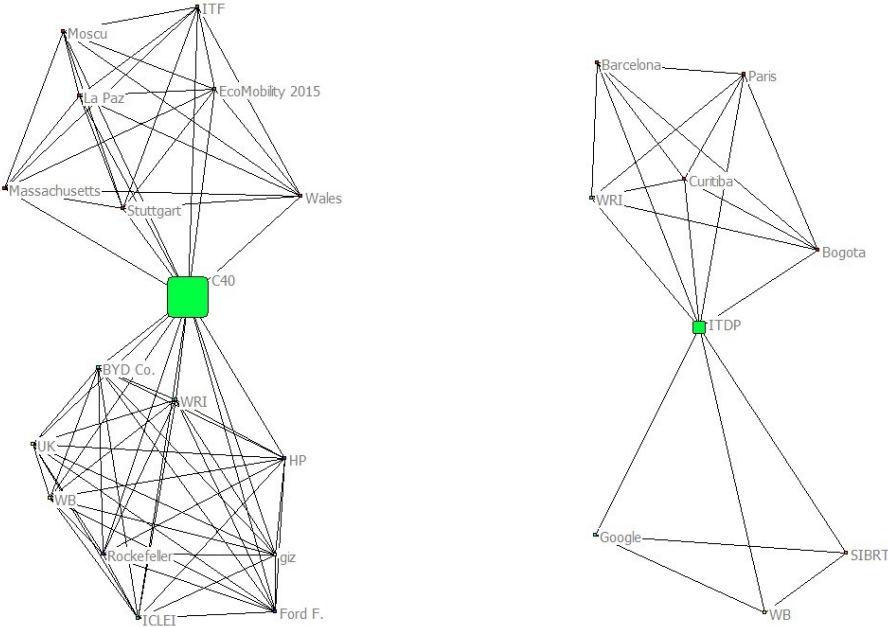 ITF
Moscu
La Paz
EcoMobility 2015
Massachusetts
Stuttgart
Wales
C40
BYD Co.
WRI
UK
HP
WB
Rockefeller
giz
ICLEI
Ford F.
Barcelona
Paris
Curitiba
WRI
Bogota
ITDP
Google
SIBRT
WB